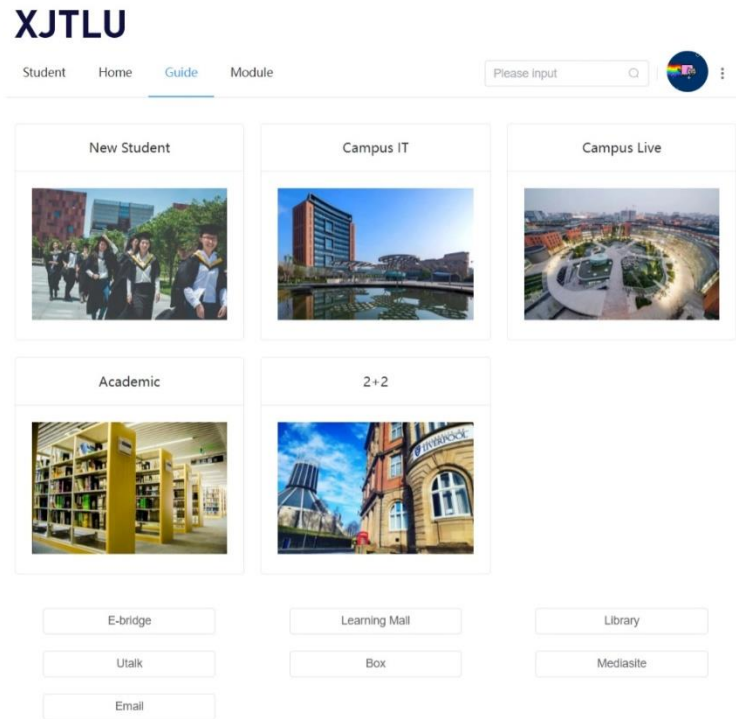 XJTLU
Student Home Guide Module Please input
New Student Campus IT Campus Live
Academic 2+2
LIVERPOOL
E-bridge Learning Mall Library
Utalk Box Mediasite
Email